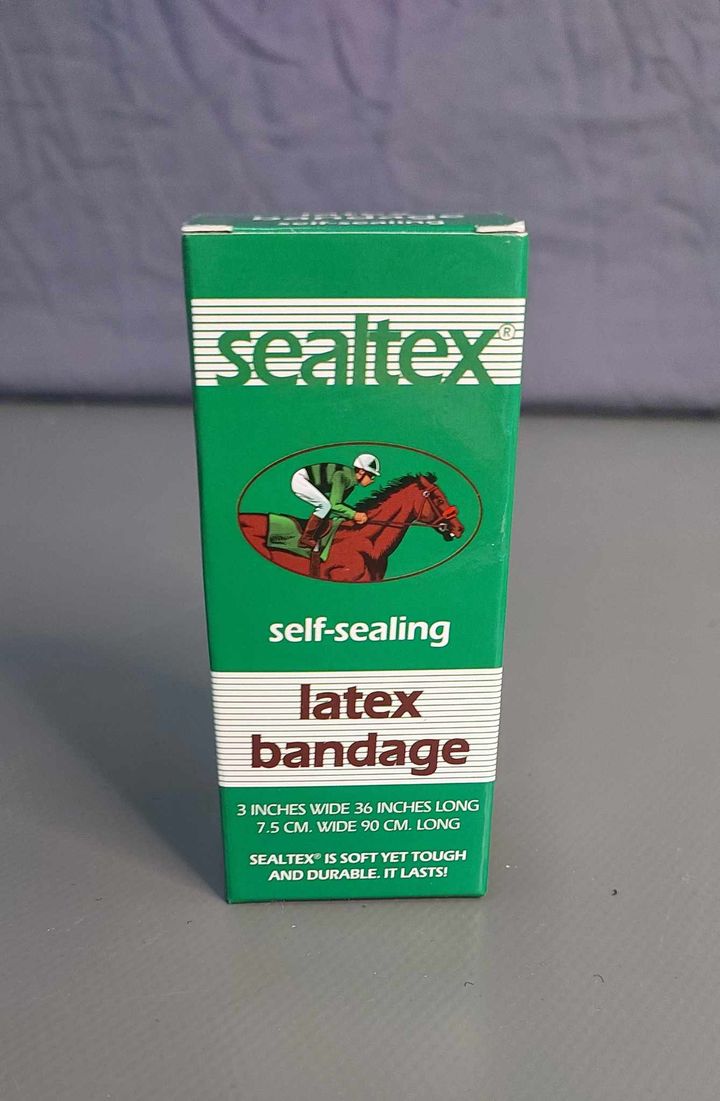 sealtex®
self-sealing
latex
bandage
3 INCHES WIDE 36 INCHES LONG
7.5 CM. WIDE 90 CM. LONG
SEALTEX® IS SOFT YET TOUGH
AND DURABLE. IT LASTS!